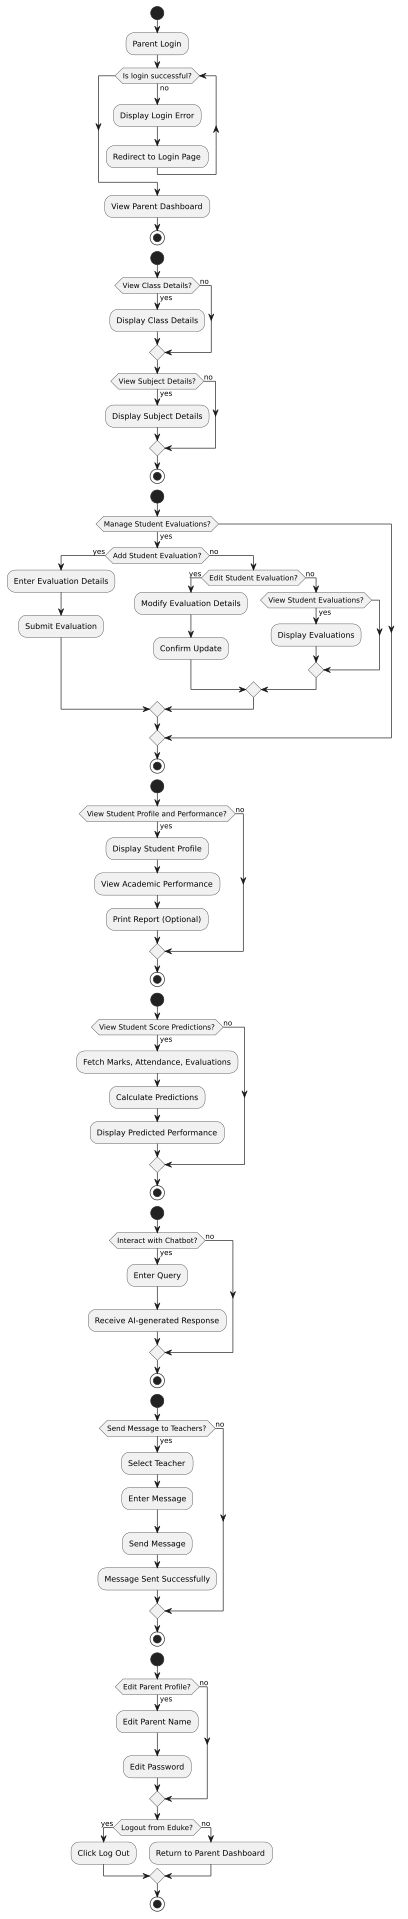 Parent Login
Is login successful?
no
Display Login Error
Redirect to Login Page
View Parent Dashboard
View Class Details?
no
yes
Display Class Details
View Subject Details?
no
yes
Display Subject Details
Manage Student Evaluations?
yes
yes
Add Student Evaluation?
no
Enter Evaluation Details
Submit Evaluation
yes
Edit Student Evaluation?
no
Modify Evaluation Details
Confirm Update
View Student Evaluations?
yes
Display Evaluations
View Student Profile and Performance?
no
yes
Display Student Profile
View Academic Performance
Print Report (Optional)
View Student Score Predictions?
no
yes
Fetch Marks, Attendance, Evaluations
Calculate Predictions
Display Predicted Performance
Interact with Chatbot?
no
yes
Enter Query
Receive AI-generated Response
Send Message to Teachers?
no
yes
Select Teacher
Enter Message
Send Message
Message Sent Successfully
Edit Parent Profile?
no
yes
Edit Parent Name
Edit Password
yes
Logout from Eduke?
no
Click Log Out
Return to Parent Dashboard